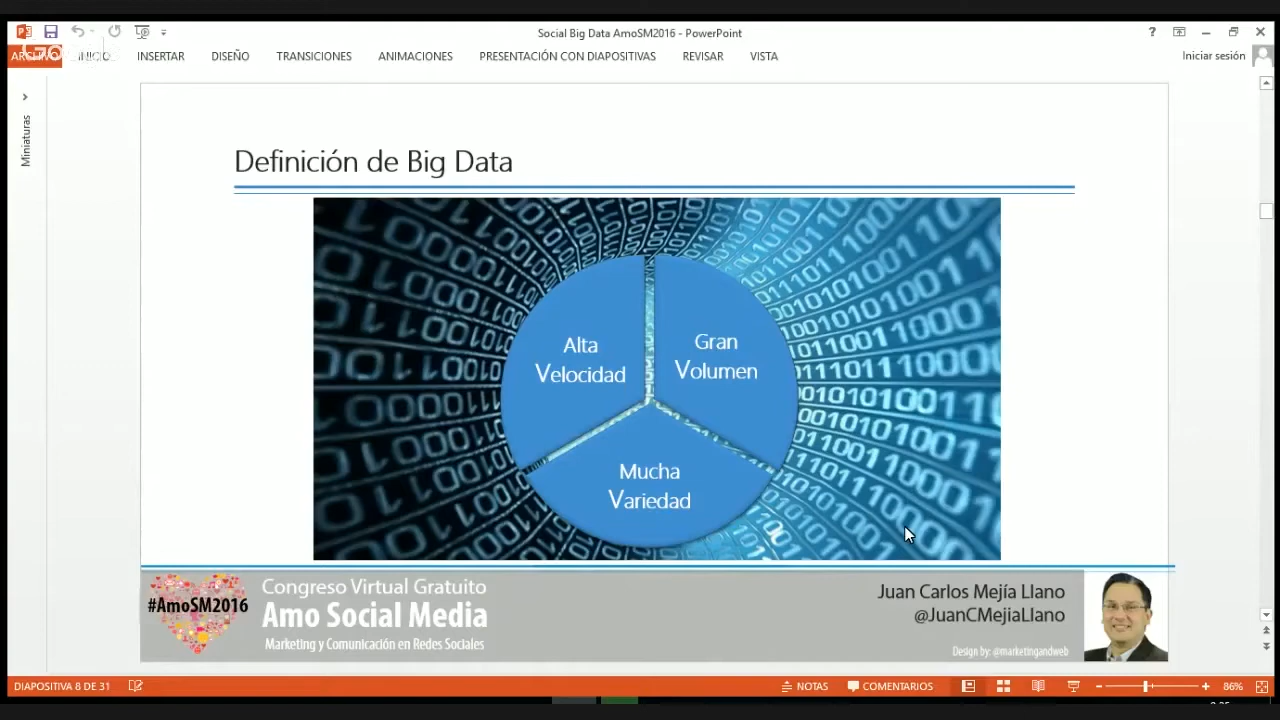 Social Big Data AmoSM2016 - PowerPoint
?
ARCHIVO
INICIO
INSERTAR
DISEÑO
TRANSICIONES
ANIMACIONES
PRESENTACIÓN CON DIAPOSITIVAS
REVISAR
VISTA
Iniciar sesión
Miniaturas
Definición de Big Data
Alta
Velocidad
Gran
Volumen
Mucha
Variedad
#AmoSM2016
Congreso Virtual Gratuito
Amo Social Media
Marketing y Comunicación en Redes Sociales
Juan Carlos Mejía Llano
@JuanCMejiaLlano
Design by: @marketingandweb
DIAPOSITIVA 8 DE 31
NOTAS
COMENTARIOS
86%